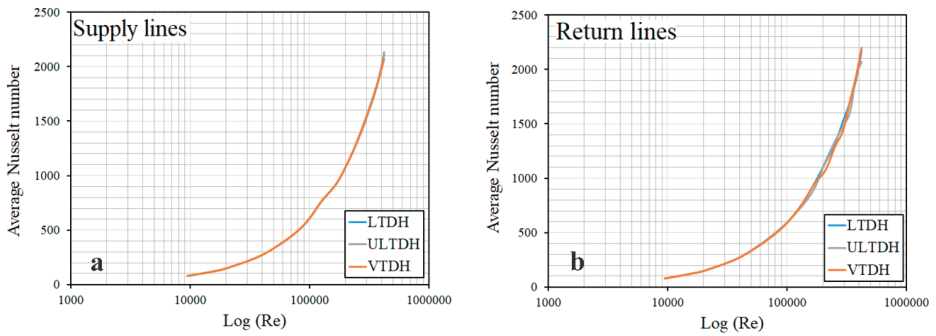 Supply lines
2500
2000
1500
1000
500
0
Average Nusselt number
1000 10000 100000 1000000
Log (Re)
LTDH
ULTDH
VTDH
a
Return lines
2500
2000
1500
1000
500
0
Average Nusselt number
1000 10000 100000 1000000
Log (Re)
LTDH
ULTDH
VTDH
b